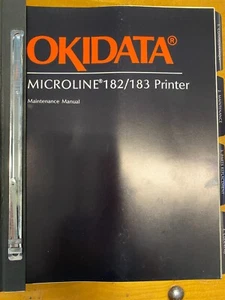 OKIDATA®
MICROLINE®182/183 Printer
Maintenance Manual